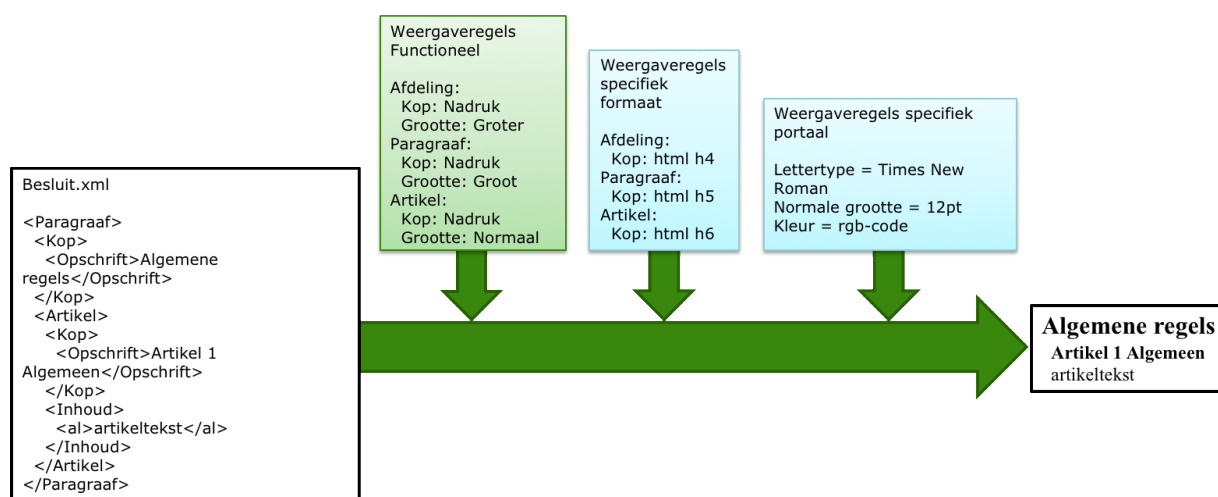 Besluit.xml
<Paragraaf>
<Kop>
<Opschrift>Algemene
regels</Opschrift>
</Kop>
<Artikel>
<Kop>
<Opschrift>Artikel 1
Algemeen</Opschrift>
</Kop>
<Inhoud>
<al>artikeltekst</al>
</Inhoud>
</Artikel>
</Paragraaf>
Weergaveregels
Functioneel
Afdeling:
Kop: Nadruk
Grootte: Groter
Paragraaf:
Kop: Nadruk
Grootte: Groot
Artikel:
Kop: Nadruk
Grootte: Normaal
Weergaveregels
specifiek
formaat
Afdeling:
Kop: html h4
Paragraaf:
Kop: html h5
Artikel:
Kop: html h6
Weergaveregels specifiek
portaal
Lettertype = Times New
Roman
Normale grootte = 12pt
Kleur = rgb-code
Algemene regels
Artikel 1 Algemeen
artikeltekst